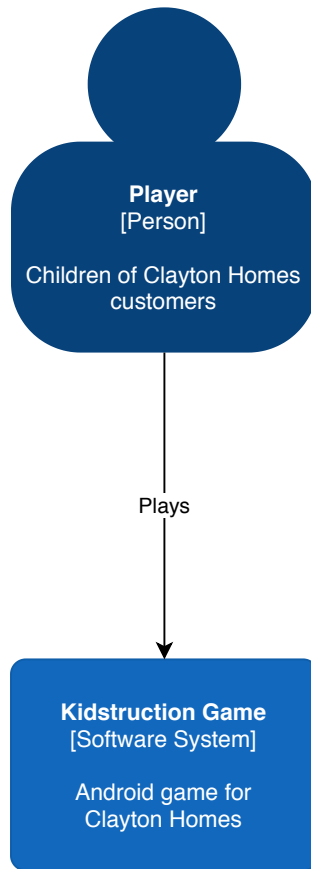 Player
[Person]
Children of Clayton Homes
customers
Plays
Kidstruction Game
[Software System]
Android game for
Clayton Homes